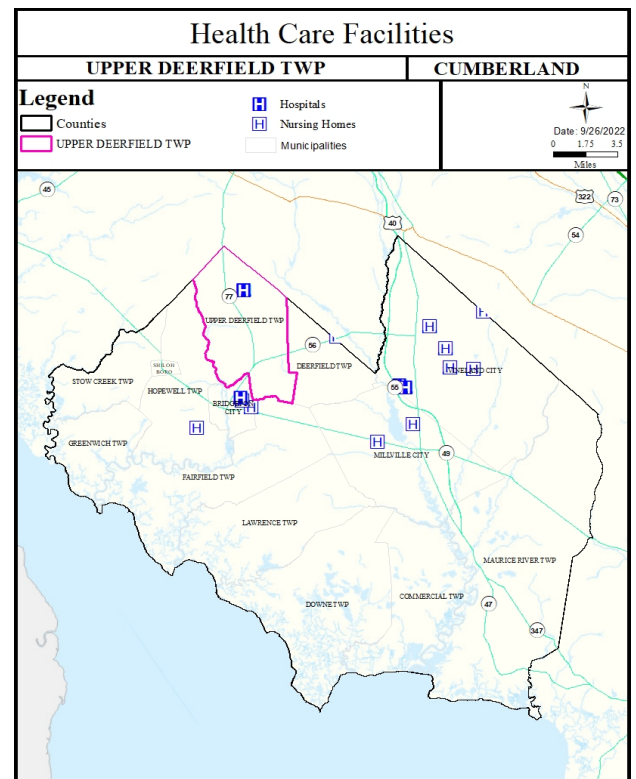 Health Care Facilities
UPPER DEERFIELD TWP
CUMBERLAND
Legend
Counties
UPPER DEERFIELD TWP
H Hospitals
H Nursing Homes
Municipalities
N
Date: 9/26/2022
0 1.75 3.5
Miles
45
40
322
73
54
77
H
UPPER DEERFIELD TWP
H
H
56
DEERFIELD TWP
H
SHILOH
BORO
STOW CREEK TWP
HOPEWELL TWP
H
H
VINELAND CITY
55
H
H
BRIDGETON
CITY
H
H
H
H
GREENWICH TWP
MILLVILLE CITY
49
FAIRFIELD TWP
LAWRENCE TWP
MAURICE RIVER TWP
DOWNE TWP
COMMERCIAL TWP
47
347